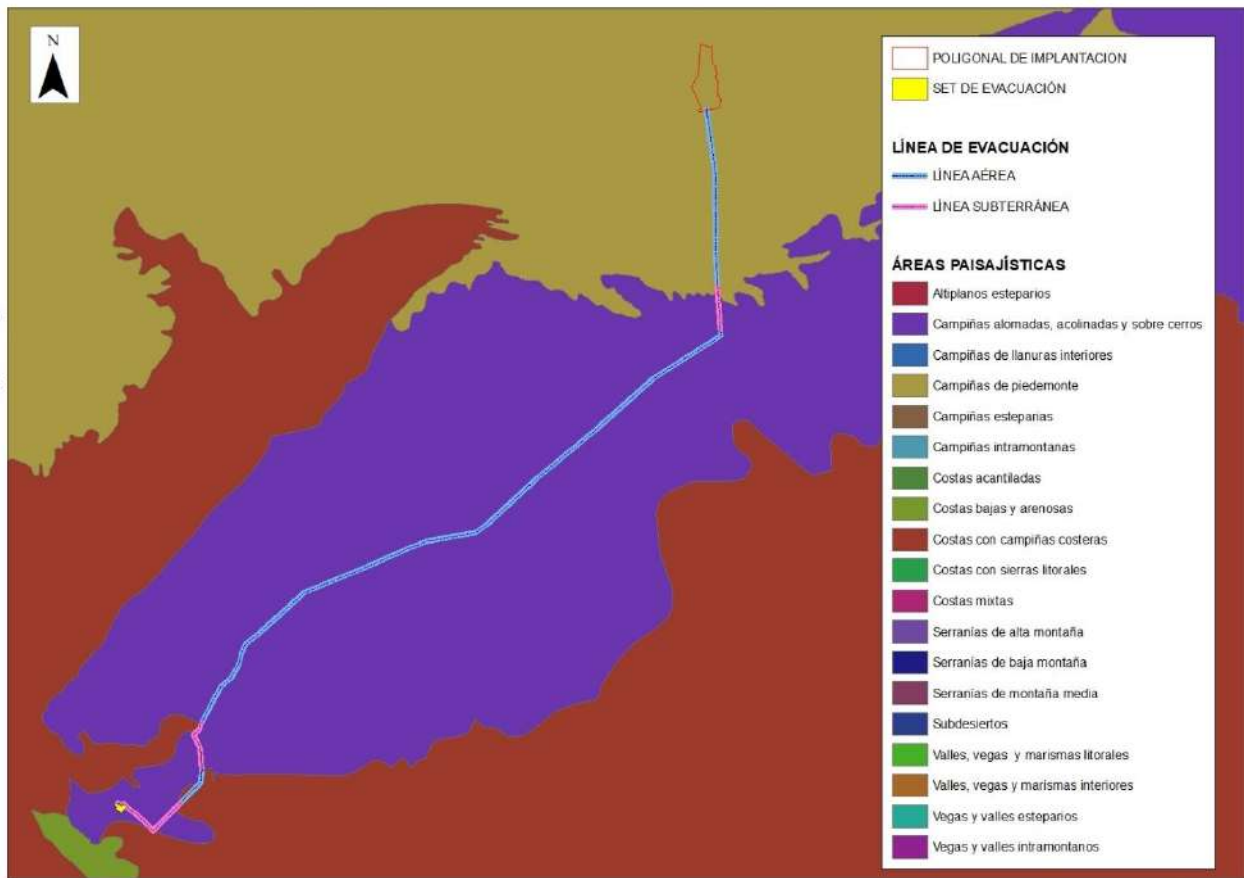 N
POLIGONAL DE IMPLANTACION
SET DE EVACUACIÓN
LÍNEA DE EVACUACIÓN
LÍNEA AÉREA
LÍNEA SUBTERRÁNEA
ÁREAS PAISAJÍSTICAS
Altiplanos esteparios
Campiñas alomadas, acolinadas y sobre cerros
Campiñas de llanuras interiores
Campiñas de piedemonte
Campiñas esteparias
Campiñas intramontanas
Costas acantiladas
Costas bajas y arenosas
Costas con campiñas costeras
Costas con sierras litorales
Costas mixtas
Serranías de alta montaña
Serranías de baja montaña
Serranías de montaña media
Subdesiertos
Valles, vegas y marismas litorales
Valles, vegas y marismas interiores
Vegas y valles esteparios
Vegas y valles intramontanos